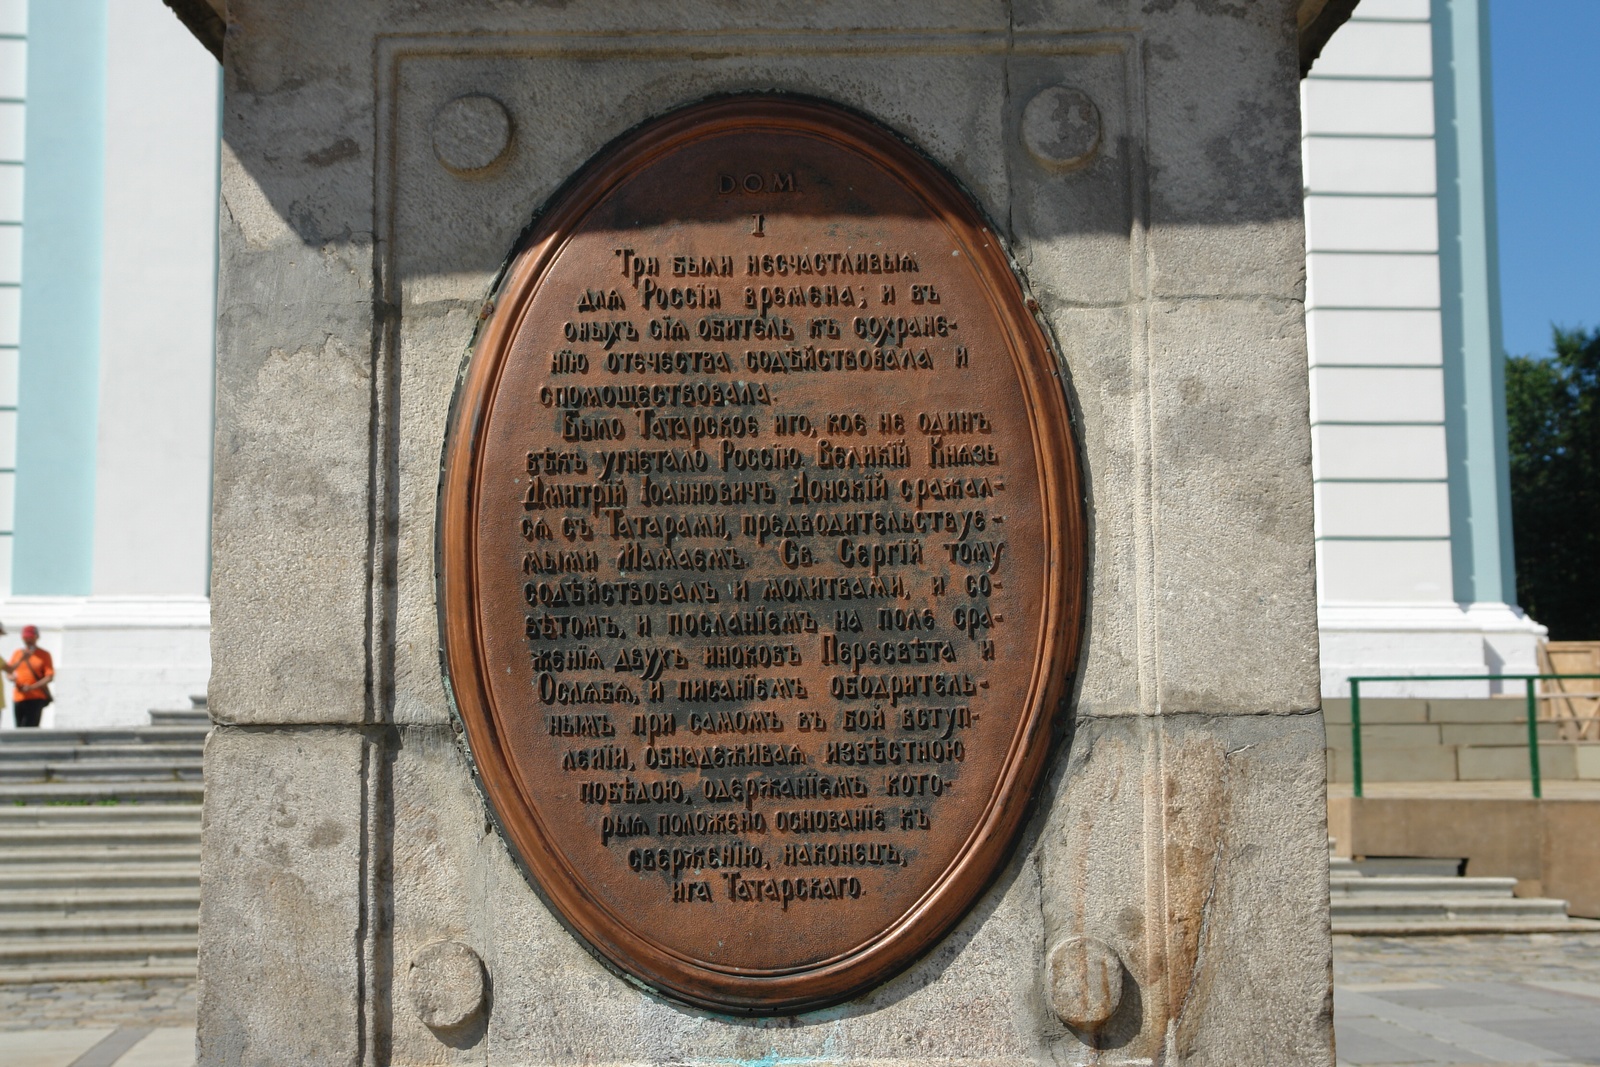 D.O.M.
I
Три были несчастливыя
для Россіи времена; и въ
оныхъ сія обитель къ сохране-
нію отечества содѣйствовала и
спомоществовала.
Было Татарское иго, кое не одинъ
вѣкъ угнетало Россію. Великій Князь
Дмитрій Іоанновичъ Донскій сражал-
ся съ Татарами, предводительствуе-
мыми Мамаемъ. Св. Сергій тому
содѣйствовалъ и молитвами, и со-
вѣтомъ, и посланіемъ на поле сра-
женія двухъ иноковъ Пересвѣта и
Ослябя, и писаніемъ ободритель-
нымъ при самомъ въ бой вступ-
леніи, обнадеживая извѣстною
побѣдою, одержаніемъ кото-
рыя положено основаніе къ
сверженію, наконецъ,
ига Татарскаго.